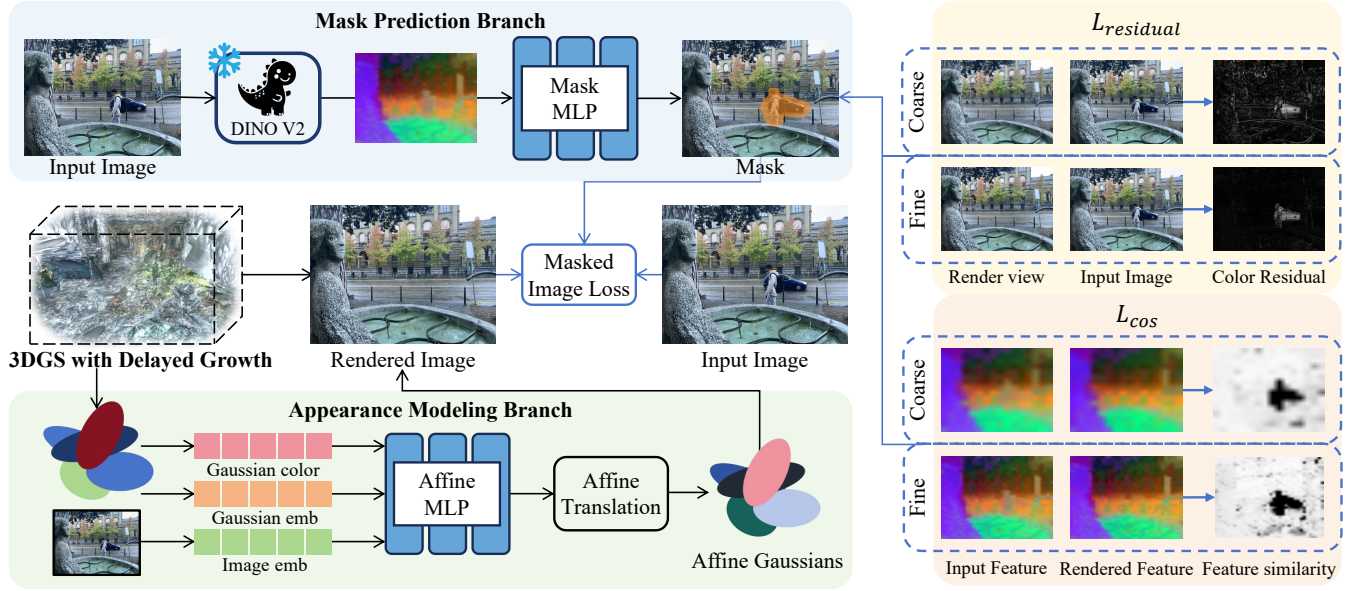 Mask Prediction Branch
DINO V2
Mask
MLP
Input Image
Mask
Masked
Image Loss
3DGS with Delayed Growth
Rendered Image
Input Image
Appearance Modeling Branch
Gaussian color
Gaussian emb
Image emb
Affine
MLP
Affine
Translation
Affine Gaussians
L_residual
Coarse
Fine
Render view
Input Image
Color Residual
L_cos
Coarse
Fine
Input Feature
Rendered Feature
Feature similarity